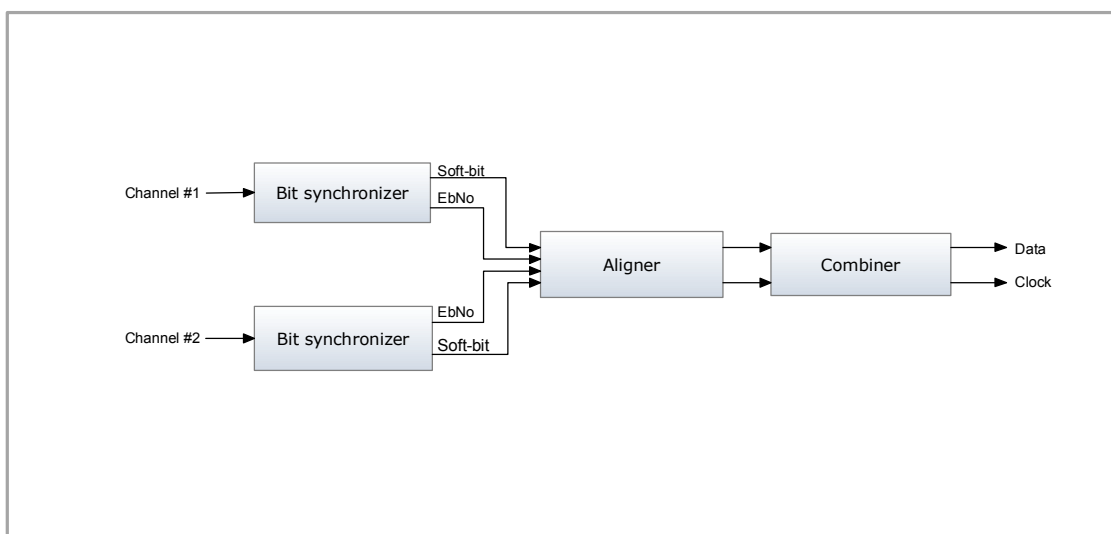 Channel #1
Bit synchronizer
Soft-bit
EbNo
Aligner
Combiner
Data
Clock
Channel #2
Bit synchronizer
EbNo
Soft-bit